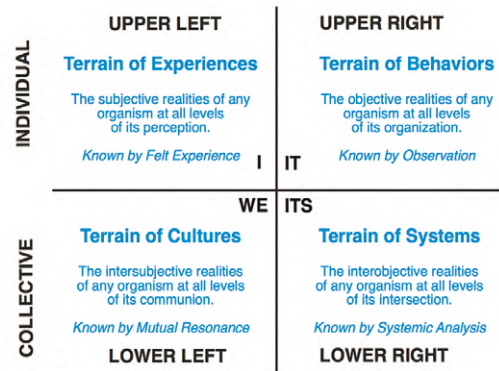 UPPER LEFT
UPPER RIGHT
INDIVIDUAL
Terrain of Experiences
The subjective realities of any
organism at all levels
of its perception.
Known by Felt Experience
I
IT
Terrain of Behaviors
The objective realities of any
organism at all levels
of its organization.
Known by Observation
WE
ITS
COLLECTIVE
Terrain of Cultures
The intersubjective realities
of any organism at all levels
of its communion.
Known by Mutual Resonance
Terrain of Systems
The interobjective realities
of any organism at all levels
of its intersection.
Known by Systemic Analysis
LOWER LEFT
LOWER RIGHT